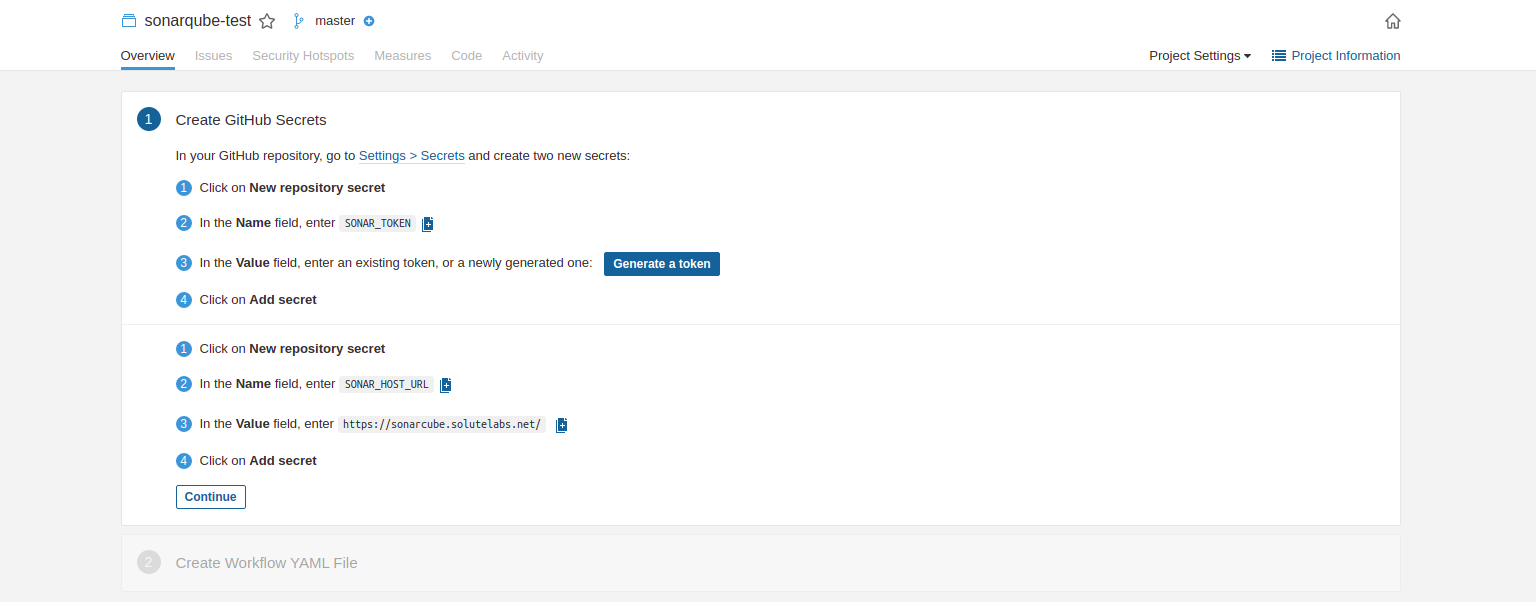 sonarqube-test master
Overview Issues Security Hotspots Measures Code Activity Project Settings Project Information
1 Create GitHub Secrets
In your GitHub repository, go to Settings > Secrets and create two new secrets:
1 Click on New repository secret
2 In the Name field, enter SONAR_TOKEN
3 In the Value field, enter an existing token, or a newly generated one: Generate a token
4 Click on Add secret
1 Click on New repository secret
2 In the Name field, enter SONAR_HOST_URL
3 In the Value field, enter https://sonarcube.solutelabs.net/
4 Click on Add secret
Continue
2 Create Workflow YAML File